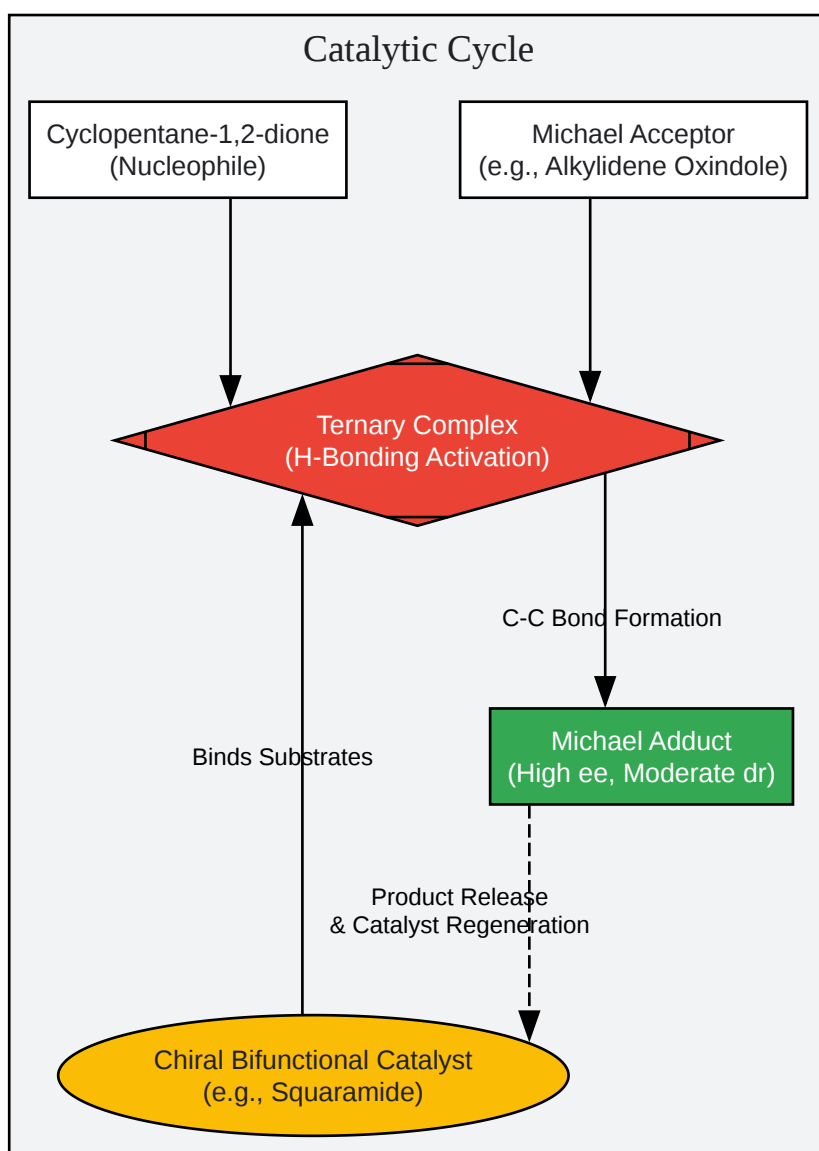 Catalytic Cycle
Cyclopentane-1,2-dione
(Nucleophile)
Michael Acceptor
(e.g., Alkylidene Oxindole)
Ternary Complex
(H-Bonding Activation)
C-C Bond Formation
Binds Substrates
Michael Adduct
(High ee, Moderate dr)
Product Release
& Catalyst Regeneration
Chiral Bifunctional Catalyst
(e.g., Squaramide)